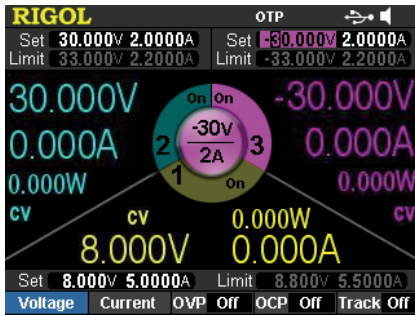 RIGOL OTP
Set 30.000V 2.0000A Set -30.000V 2.0000A
Limit 33.000V 2.2000A Limit -33.000V 2.2000A
30.000V On On -30.000V
0.000A 2 -30V 2A 3 0.000A
0.000W 1 On 0.000W
CV CV 0.000W CV
8.000V 0.000A
Set 8.000V 5.0000A Limit 8.800V 5.5000A
Voltage Current OVP Off OCP Off Track Off